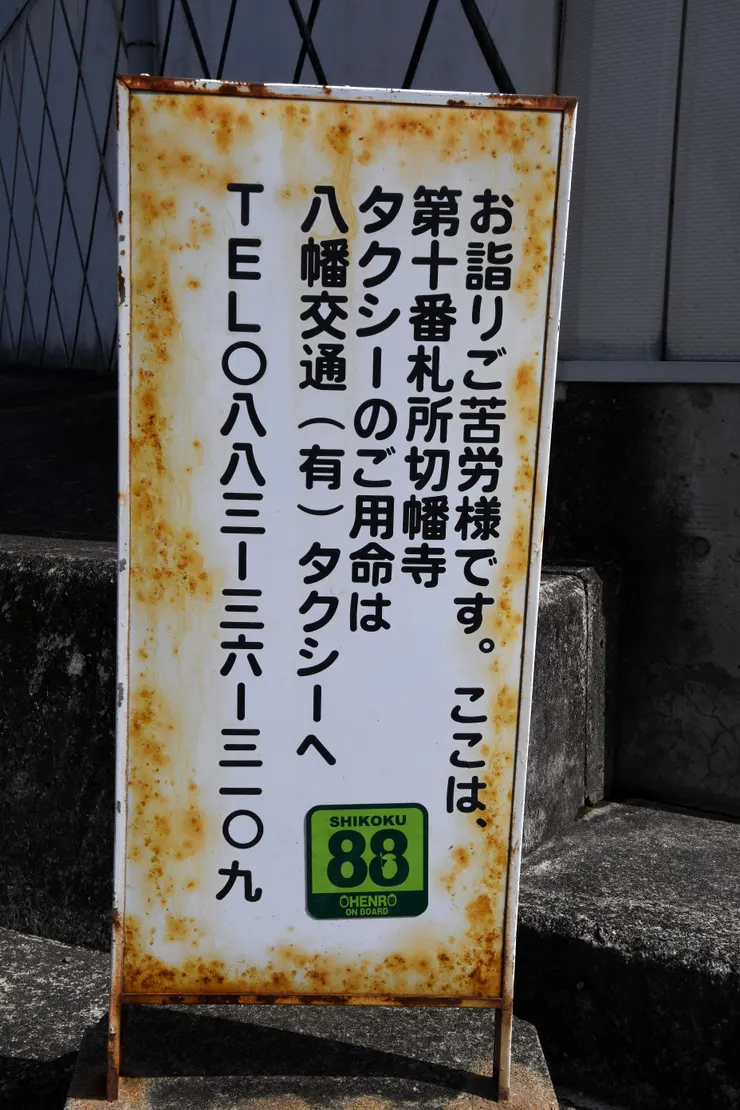 お詣りご苦労様です。ここは、
第十番札所切幡寺
タクシーのご用命は
八幡交通（有）タクシーへ
TEL〇八八三ー三六ー三一〇九
SHIKOKU
88
OHENRO
ON BOARD